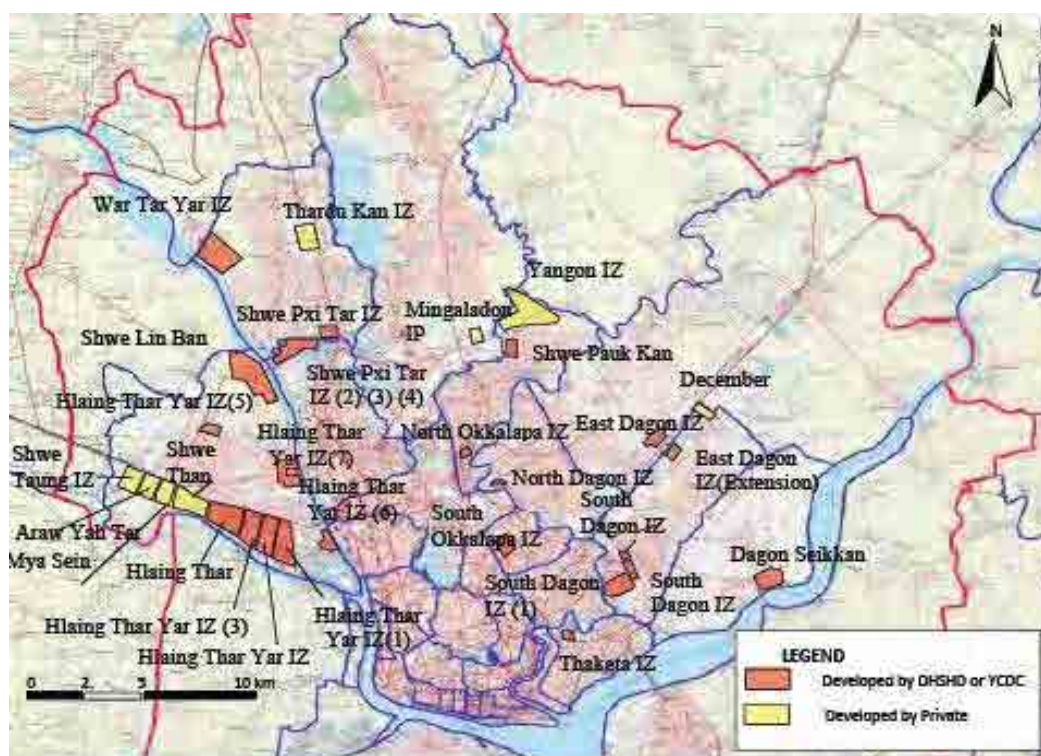 N
War Tar Yar IZ
Thardu Kan IZ
Yangon IZ
Mingaladon
IP
Shwe Pxi Tar IZ
Shwe Lin Ban
Shwe Pauk Kan
Shwe Pxi Tar
IZ (2) (3) (4)
December
Hlaing Thar Yar IZ(5)
East Dagon IZ
North Okkalapa IZ
Hlaing Thar
Yar IZ(7)
Shwe
Than
Shwe
Taung IZ
East Dagon
IZ(Extension)
North Dagon IZ
Hlaing Thar
Yar IZ (6)
South
Dagon IZ
South
Okkalapa IZ
Araw Yah Tar
Mya Sein
Hlaing Thar
Dagon Seikkan
South Dagon
IZ (1)
South
Dagon IZ
Hlaing Thar Yar IZ (3)
Hlaing Thar
Yar IZ(1)
Hlaing Thar Yar IZ
Thaketa IZ
0 2. 5 10 km
LEGEND
Developed by DHSHD or YCDC
Developed by Private